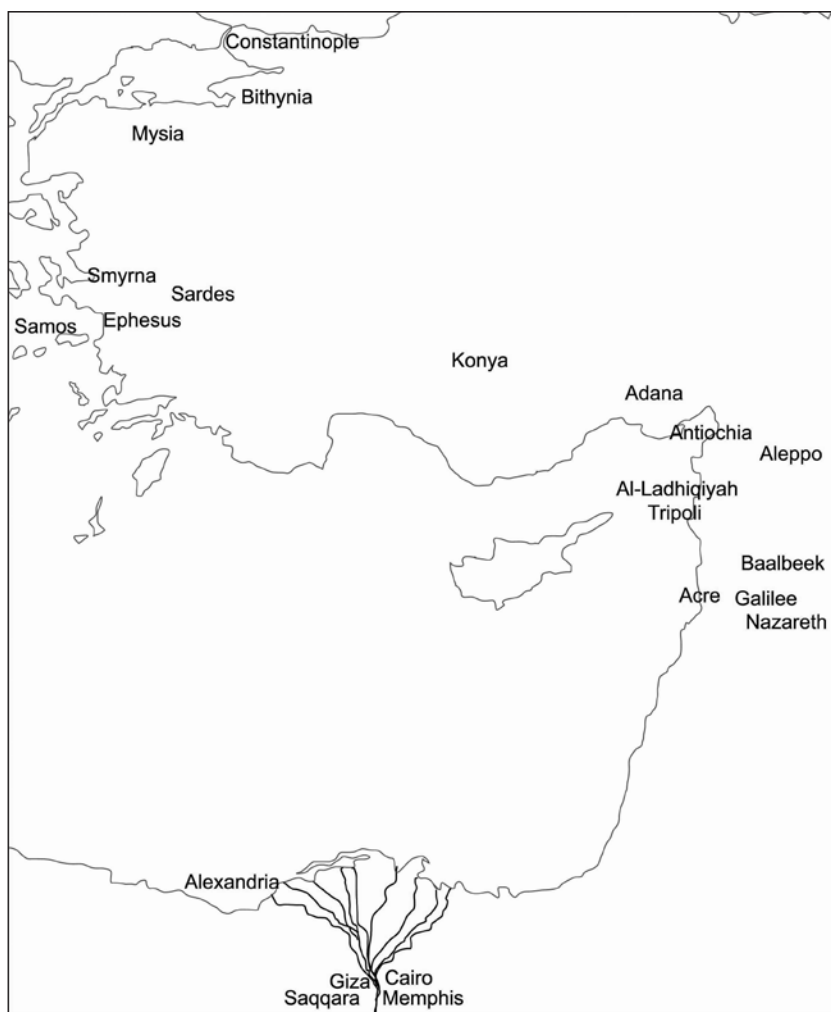 Constantinople
Bithynia
Mysia
Smyrna
Sardes
Samos
Ephesus
Konya
Adana
Antiochia
Aleppo
Al-Ladhiqiyah
Tripoli
Baalbeek
Acre
Galilee
Nazareth
Alexandria
Giza
Cairo
Saqqara
Memphis